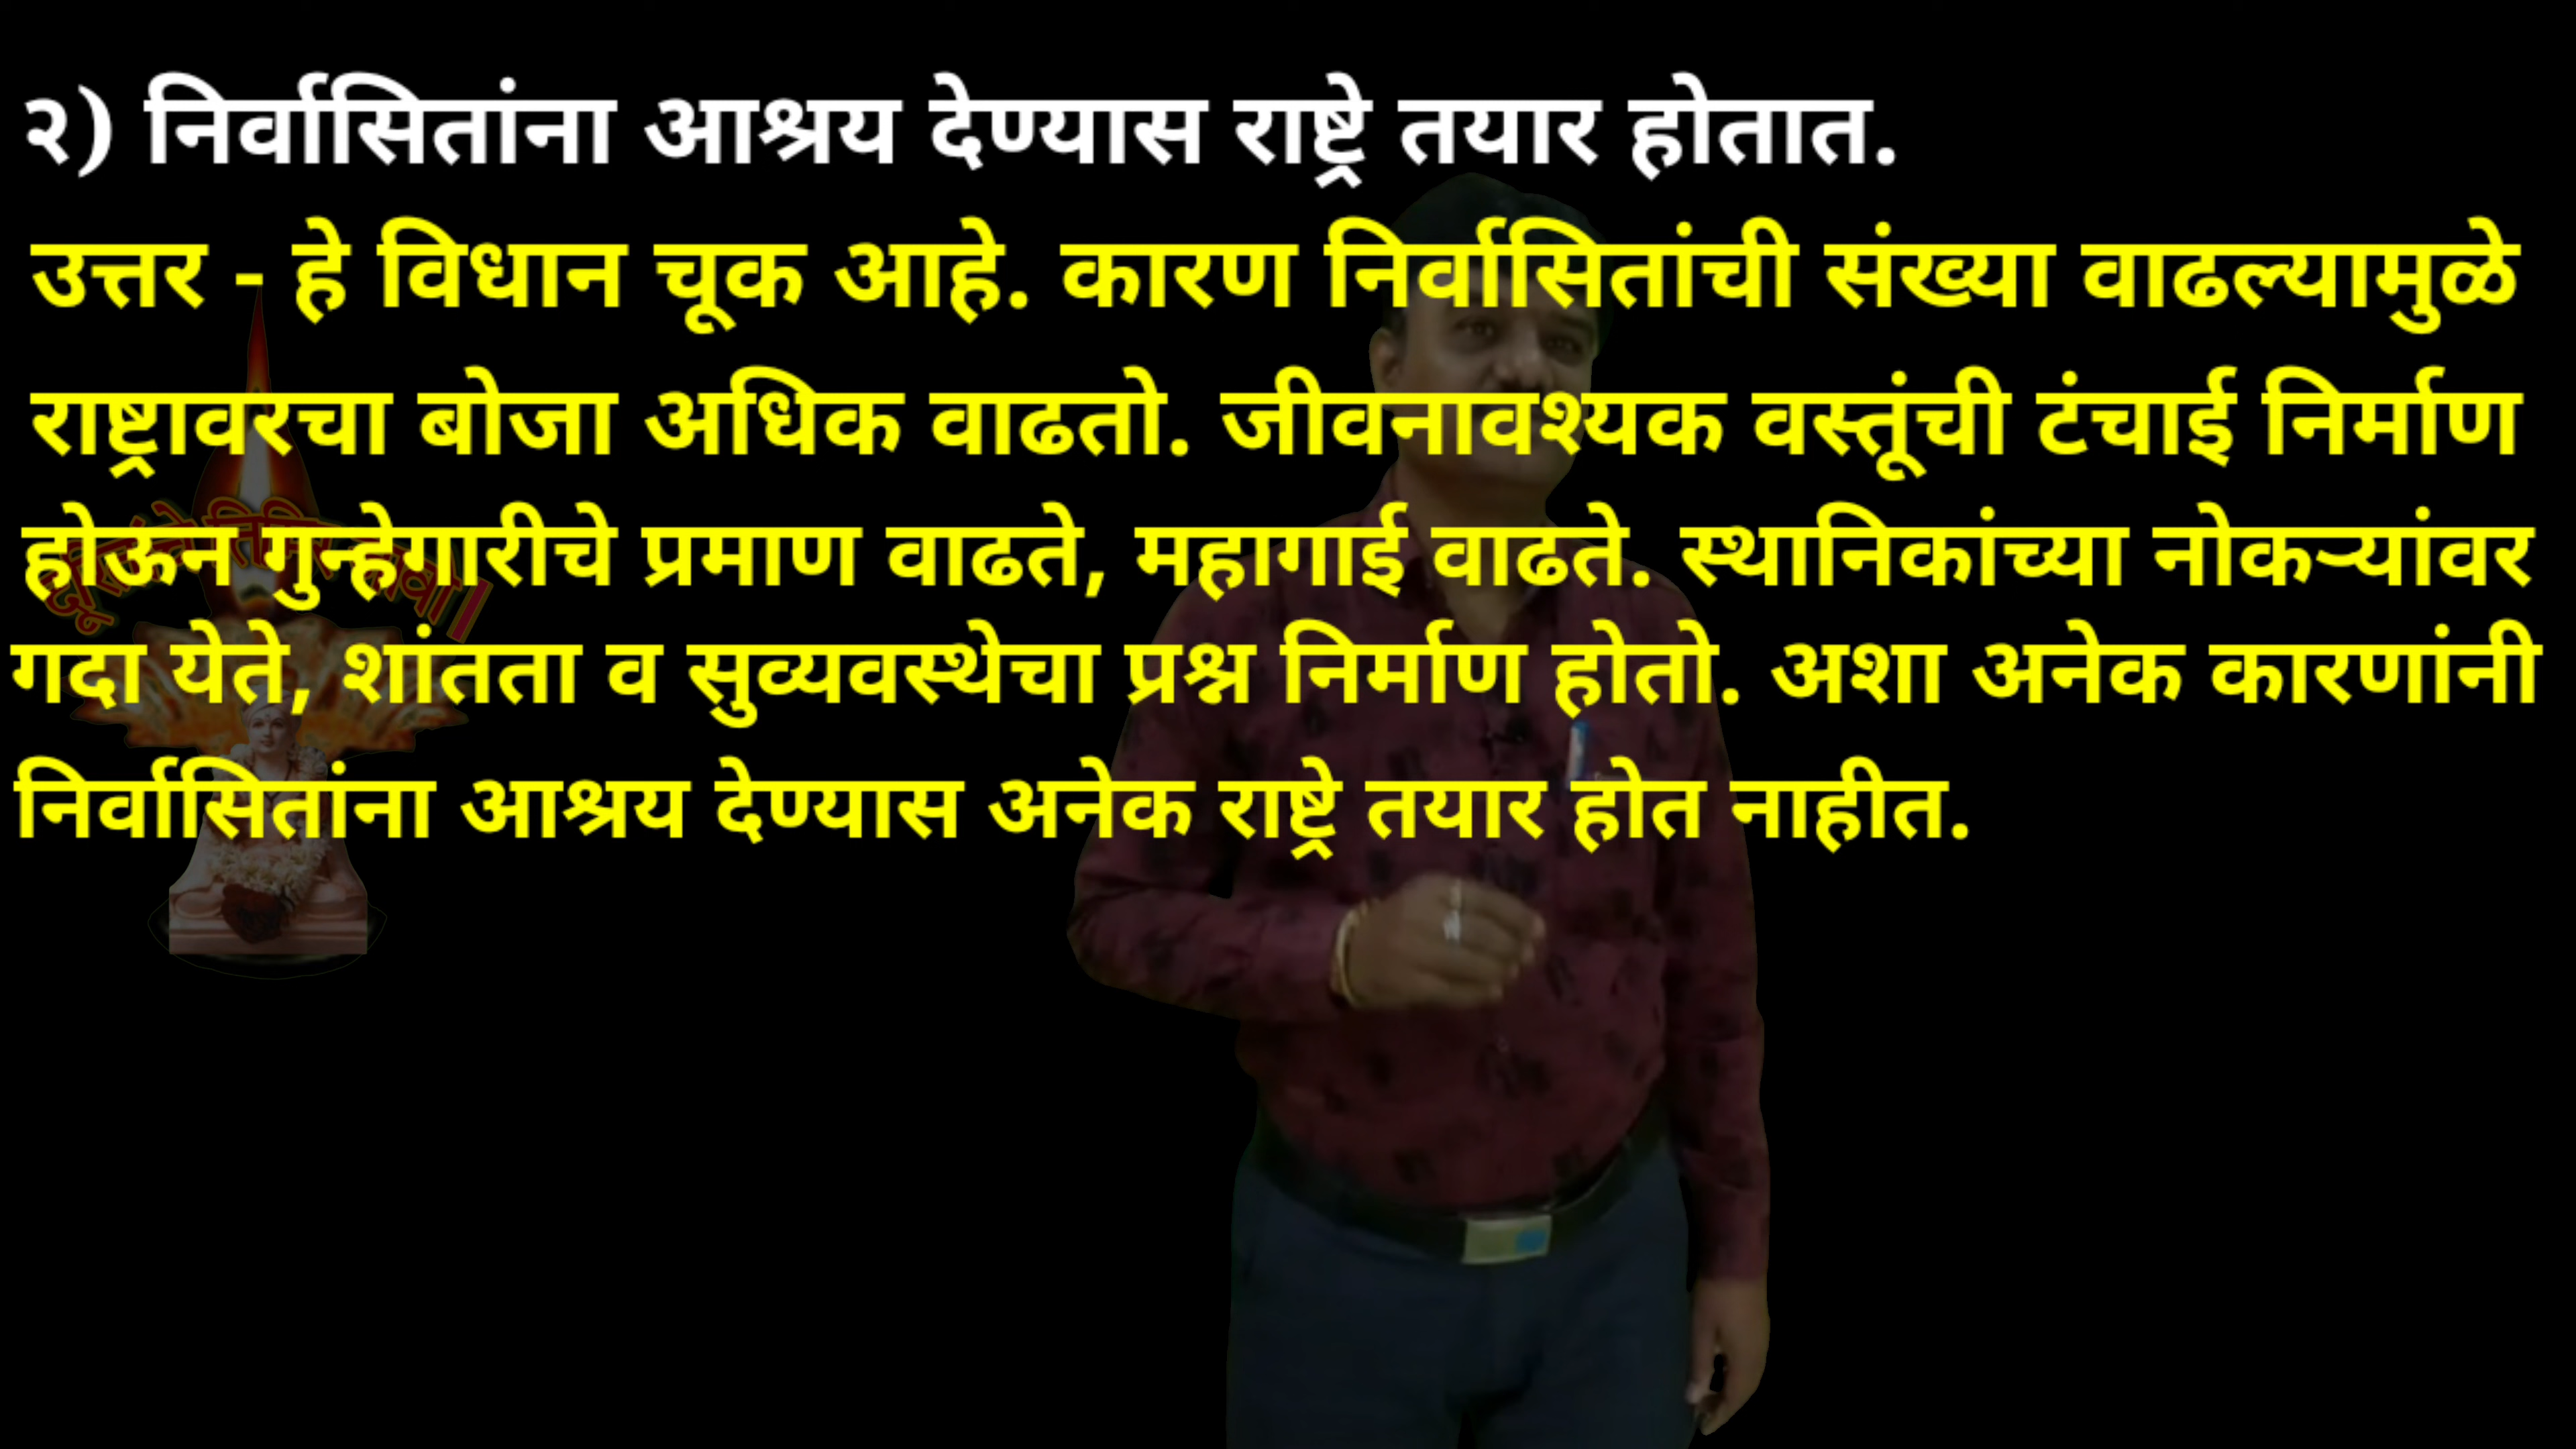 २) निर्वासितांना आश्रय देण्यास राष्ट्रे तयार होतात.
उत्तर - हे विधान चूक आहे. कारण निर्वासितांची संख्या वाढल्यामुळे
राष्ट्रावरचा बोजा अधिक वाढतो. जीवनावश्यक वस्तूंची टंचाई निर्माण
होऊन गुन्हेगारीचे प्रमाण वाढते, महागाई वाढते. स्थानिकांच्या नोकऱ्यांवर
गदा येते, शांतता व सुव्यवस्थेचा प्रश्न निर्माण होतो. अशा अनेक कारणांनी
निर्वासितांना आश्रय देण्यास अनेक राष्ट्रे तयार होत नाहीत.